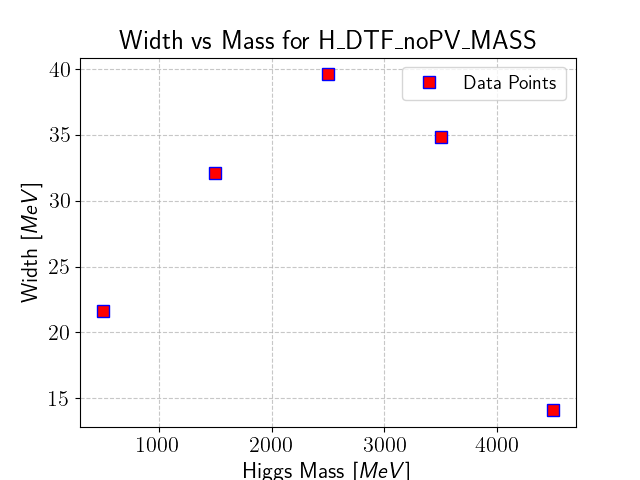 Width vs Mass for H_DTF_noPV_MASS
Data Points
Width [MeV]
40
35
30
25
20
15
1000 2000 3000 4000
Higgs Mass [MeV]